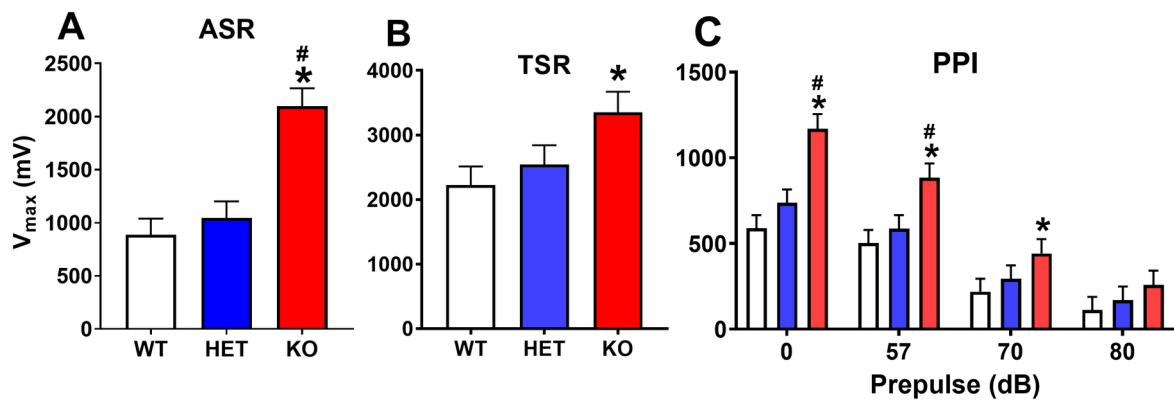 A
ASR
#
*
2500
2000
1500
1000
500
0
Vmax (mV)
WT HET KO
B
TSR
*
4000
3000
2000
1000
0
WT HET KO
C
PPI
#
*
#
*
*
1500
1000
500
0
0 57 70 80
Prepulse (dB)